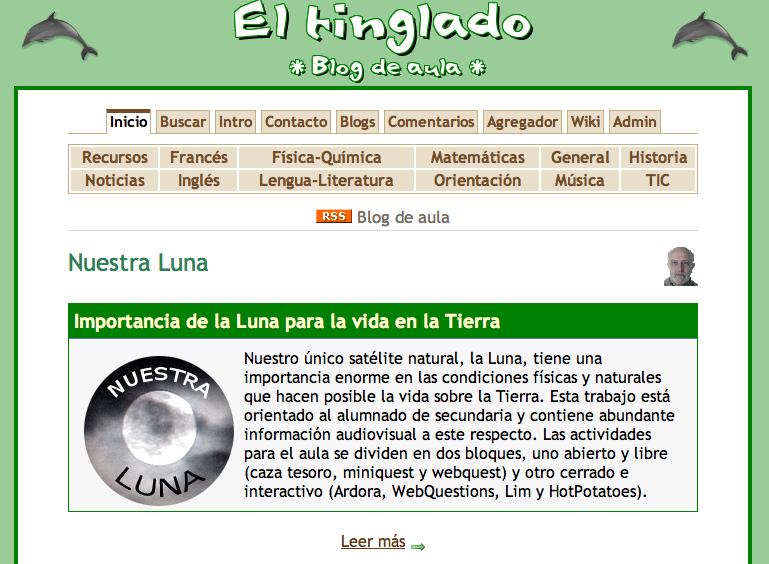 El tinglado
* Blog de aula *
Inicio Buscar Intro Contacto Blogs Comentarios Agregador Wiki Admin
Recursos Francés Física-Química Matemáticas General Historia
Noticias Inglés Lengua-Literatura Orientación Música TIC
RSS Blog de aula
Nuestra Luna
Importancia de la Luna para la vida en la Tierra
NUESTRA
LUNA
Nuestro único satélite natural, la Luna, tiene una
importancia enorme en las condiciones físicas y naturales
que hacen posible la vida sobre la Tierra. Esta trabajo está
orientado al alumnado de secundaria y contiene abundante
información audiovisual a este respecto. Las actividades
para el aula se dividen en dos bloques, uno abierto y libre
(caza tesoro, miniquest y webquest) y otro cerrado e
interactivo (Ardora, WebQuestions, Lim y HotPotatoes).
Leer más